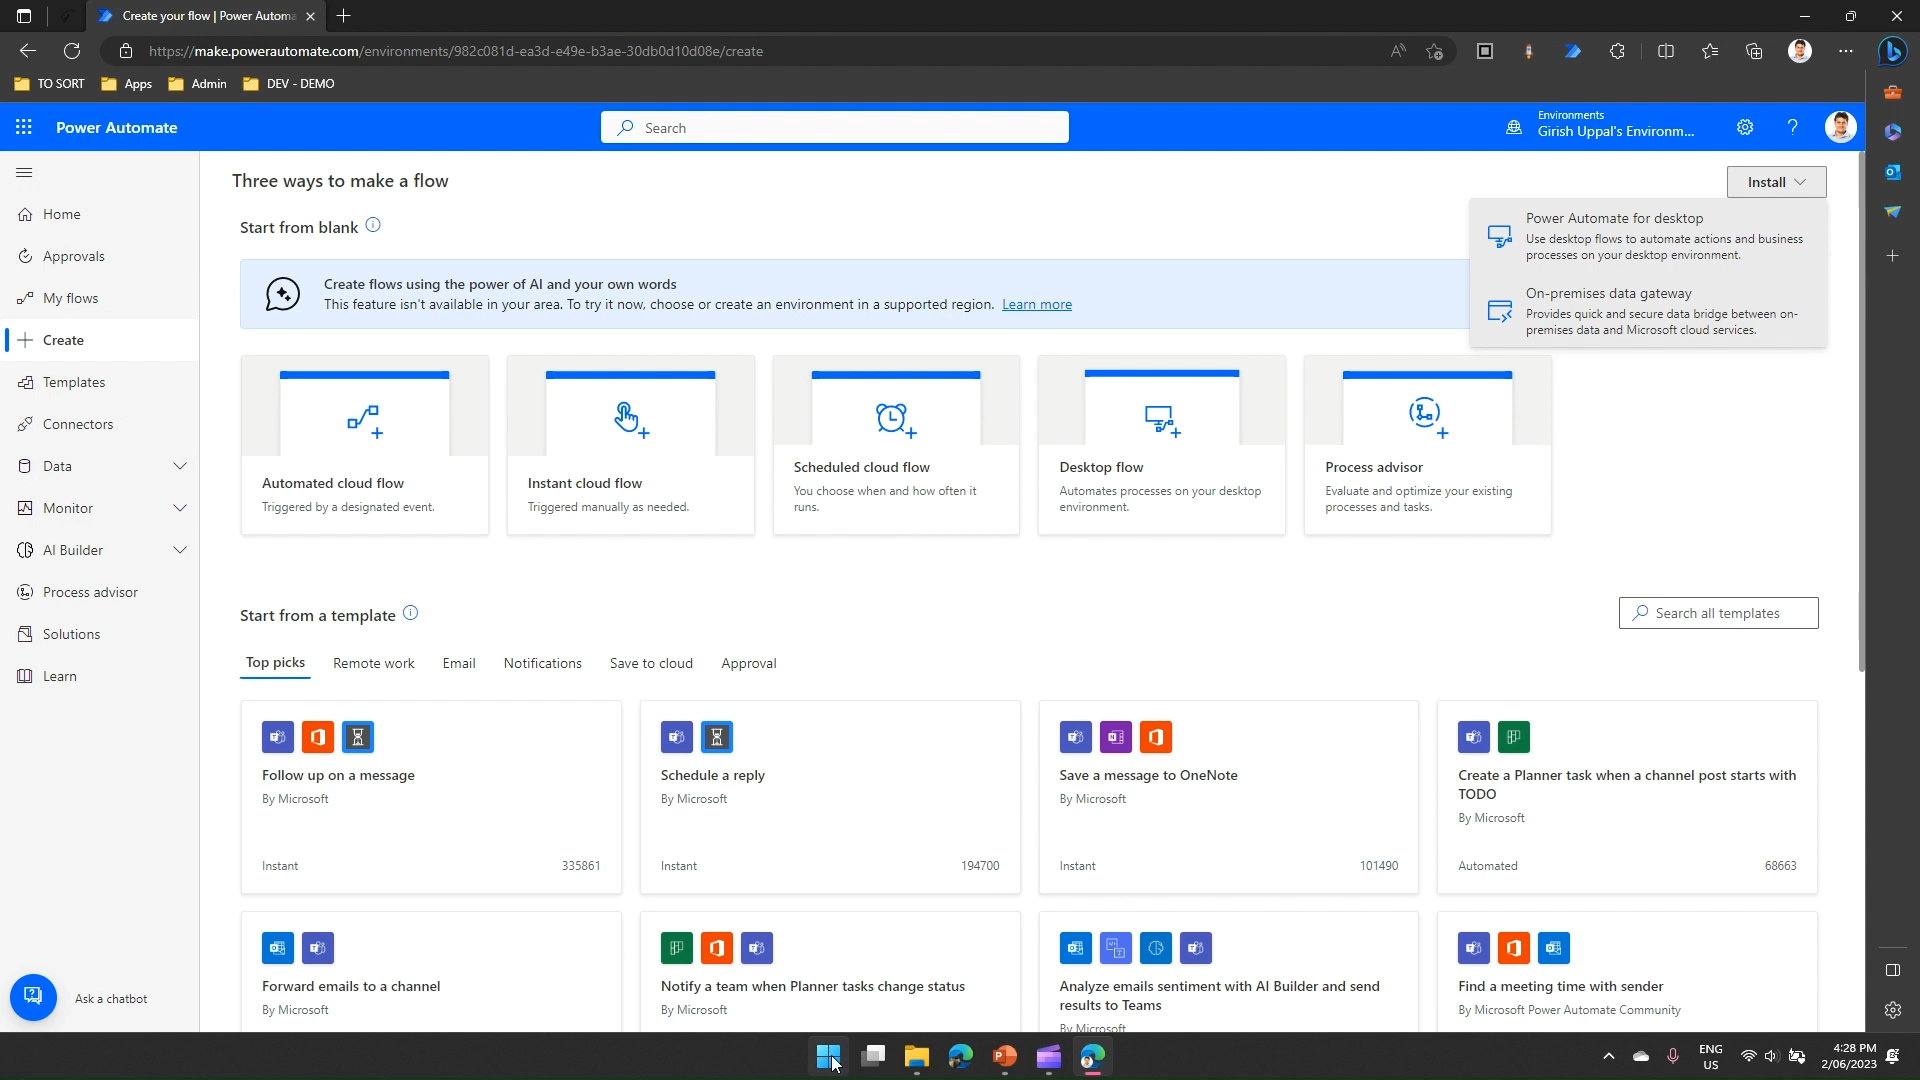 Create your flow | Power Automa
https://make.powerautomate.com/environments/982c081d-ea3d-e49e-b3ae-30db0d10d08e/create
TO SORT
Apps
Admin
DEV - DEMO
Power Automate
Search
Environments
Girish Uppal's Environm...
Home
Approvals
My flows
Create
Templates
Connectors
Data
Monitor
AI Builder
Process advisor
Solutions
Learn
Ask a chatbot
Three ways to make a flow
Install
Power Automate for desktop
Use desktop flows to automate actions and business
processes on your desktop environment.
On-premises data gateway
Provides quick and secure data bridge between on-
premises data and Microsoft cloud services.
Start from blank
Create flows using the power of AI and your own words
This feature isn't available in your area. To try it now, choose or create an environment in a supported region. Learn more
Automated cloud flow
Triggered by a designated event.
Instant cloud flow
Triggered manually as needed.
Scheduled cloud flow
You choose when and how often it
runs.
Desktop flow
Automates processes on your desktop
environment.
Process advisor
Evaluate and optimize your existing
processes and tasks.
Start from a template
Search all templates
Top picks
Remote work
Email
Notifications
Save to cloud
Approval
Follow up on a message
By Microsoft
Instant
335861
Schedule a reply
By Microsoft
Instant
194700
Save a message to OneNote
By Microsoft
Instant
101490
Create a Planner task when a channel post starts with
TODO
By Microsoft
Automated
68663
Forward emails to a channel
By Microsoft
Notify a team when Planner tasks change status
By Microsoft
Analyze emails sentiment with AI Builder and send
results to Teams
By Microsoft
Find a meeting time with sender
By Microsoft Power Automate Community
ENG
US
4:28 PM
2/06/2023